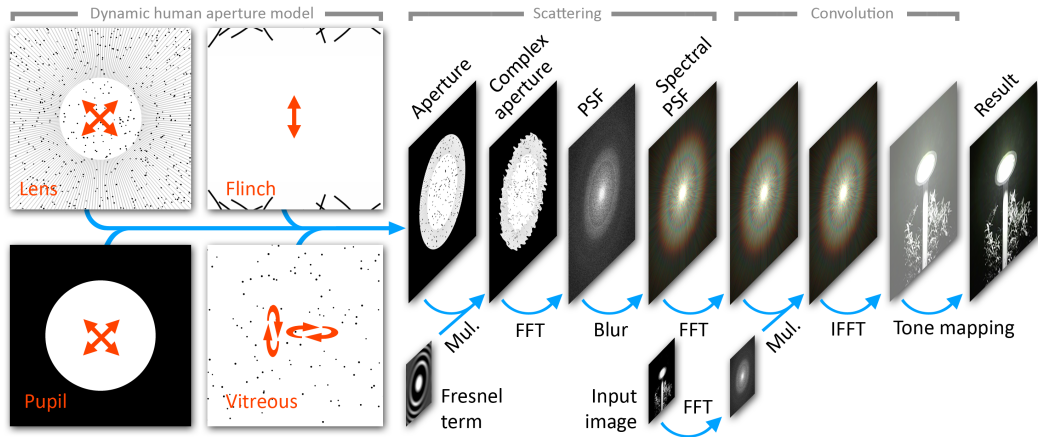 Dynamic human aperture model
Scattering
Convolution
Lens
Flinch
Pupil
Vitreous
Aperture
Complex
aperture
PSF
Spectral
PSF
Result
Mul.
FFT
Blur
FFT
Mul.
IFFT
Tone mapping
Fresnel
term
Input
image
FFT